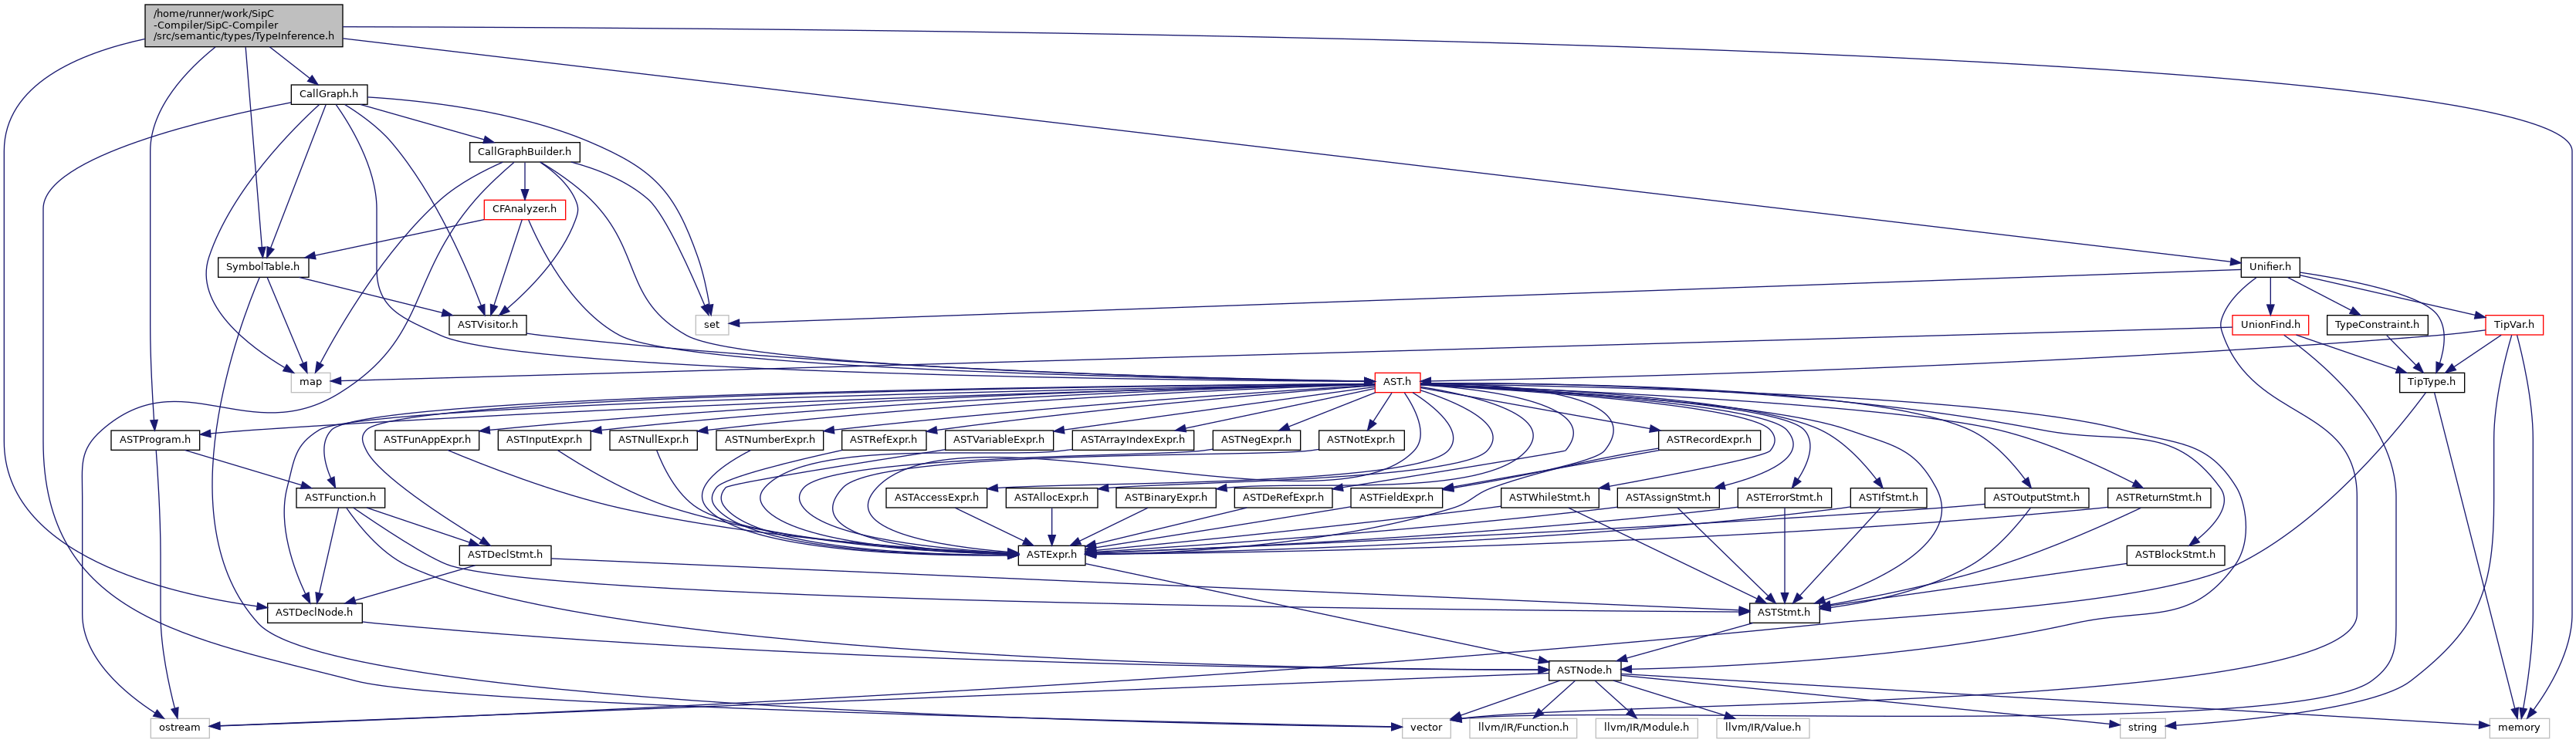 /home/runner/work/SipC
-Compiler/SipC-Compiler
/src/semantic/types/TypeInference.h
CallGraph.h
CallGraphBuilder.h
CFAnalyzer.h
SymbolTable.h
Unifier.h
ASTVisitor.h
set
UnionFind.h
TypeConstraint.h
TipVar.h
map
AST.h
TipType.h
ASTProgram.h
ASTFunAppExpr.h
ASTInputExpr.h
ASTNullExpr.h
ASTNumberExpr.h
ASTRefExpr.h
ASTVariableExpr.h
ASTArrayIndexExpr.h
ASTNegExpr.h
ASTNotExpr.h
ASTRecordExpr.h
ASTFunction.h
ASTAccessExpr.h
ASTAllocExpr.h
ASTBinaryExpr.h
ASTDeRefExpr.h
ASTFieldExpr.h
ASTWhileStmt.h
ASTAssignStmt.h
ASTErrorStmt.h
ASTIfStmt.h
ASTOutputStmt.h
ASTReturnStmt.h
ASTDeclStmt.h
ASTExpr.h
ASTBlockStmt.h
ASTDeclNode.h
ASTStmt.h
ASTNode.h
ostream
vector
llvm/IR/Function.h
llvm/IR/Module.h
llvm/IR/Value.h
string
memory